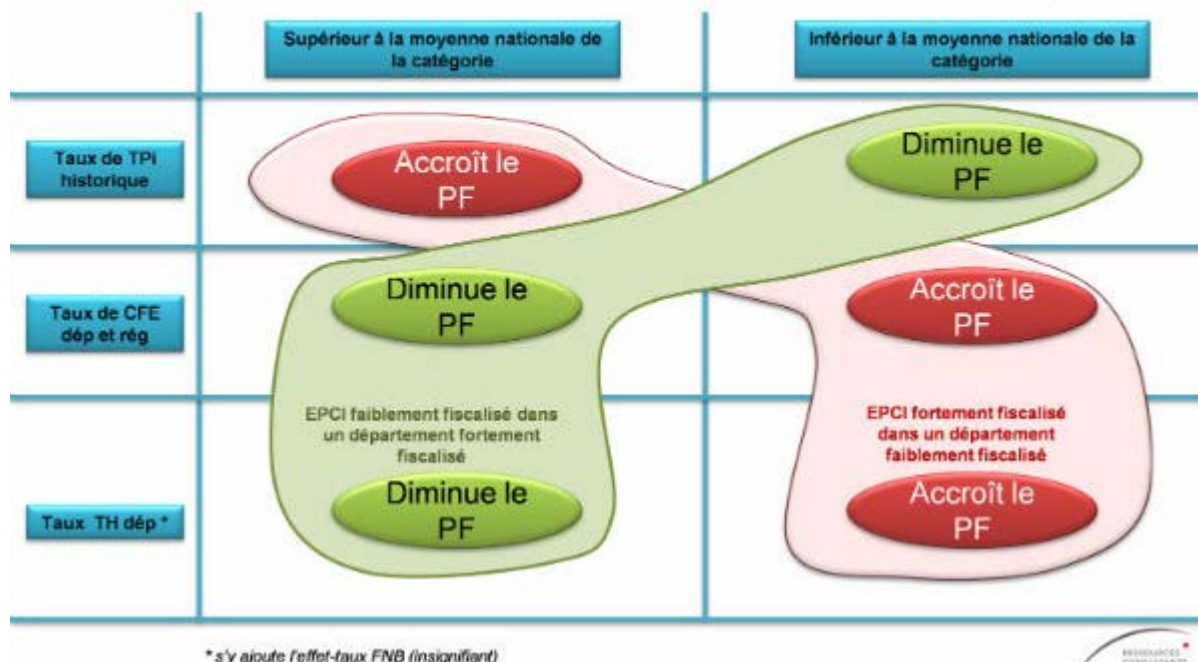 Supérieur à la moyenne nationale de
la catégorie
Inférieur à la moyenne nationale de la
catégorie
Taux de TPi
historique
Accroît le
PF
Diminue le
PF
Taux de CFE
dép et rég
Diminue le
PF
Accroît le
PF
EPCI faiblement fiscalisé dans
un département fortement
fiscalisé
EPCI fortement fiscalisé
dans un département
faiblement fiscalisé
Taux TH dép *
Diminue le
PF
Accroît le
PF
* s'y ajoute l'effet-taux FNB (insignifiant)
RESSOURCES
CONSULTANTS